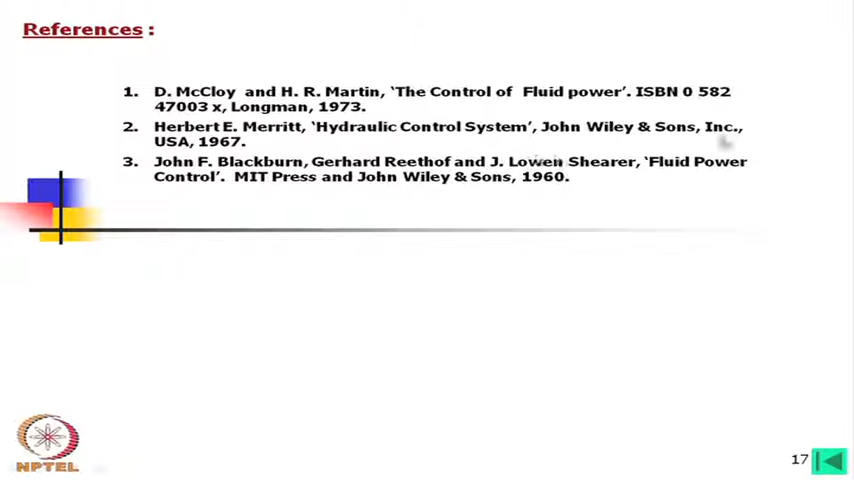 References :
1. D. McCloy and H. R. Martin, ‘The Control of Fluid power’. ISBN 0 582
47003 x, Longman, 1973.
2. Herbert E. Merritt, ‘Hydraulic Control System’, John Wiley & Sons, Inc.,
USA, 1967.
3. John F. Blackburn, Gerhard Reethof and J. Lowen Shearer, ‘Fluid Power
Control’. MIT Press and John Wiley & Sons, 1960.
NPTEL
17